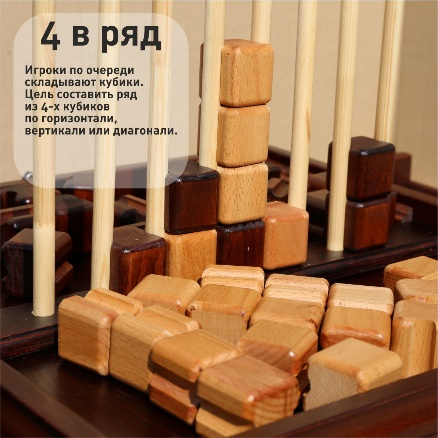 4 в ряд
Игроки по очереди
складывают кубики.
Цель составить ряд
из 4-х кубиков
по горизонтали,
вертикали или диагонали.